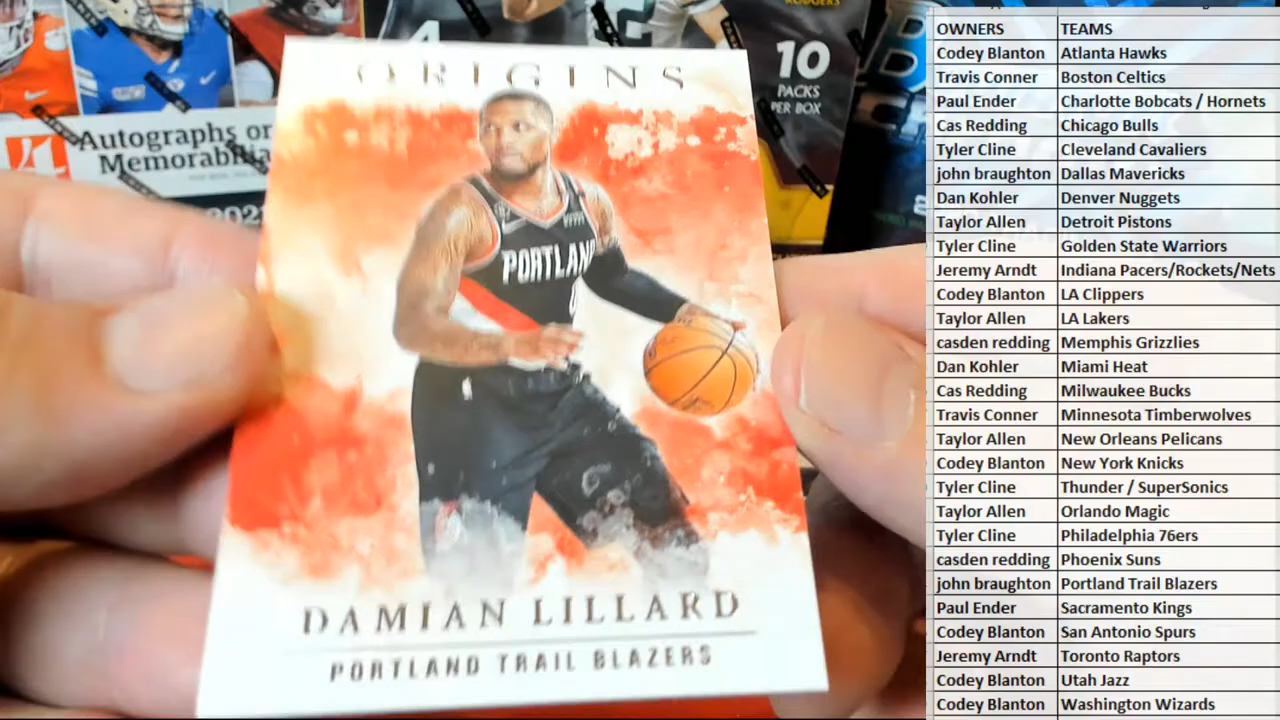 ORIGINS
PORTLAN
DAMIAN LILLARD
PORTLAND TRAIL BLAZERS
Autographs or
Memorabilia
2021
4
RODGERS
10
PACKS
PER BOX
OWNERS TEAMS
Codey Blanton Atlanta Hawks
Travis Conner Boston Celtics
Paul Ender Charlotte Bobcats / Hornets
Cas Redding Chicago Bulls
Tyler Cline Cleveland Cavaliers
john braughton Dallas Mavericks
Dan Kohler Denver Nuggets
Taylor Allen Detroit Pistons
Tyler Cline Golden State Warriors
Jeremy Arndt Indiana Pacers/Rockets/Nets
Codey Blanton LA Clippers
Taylor Allen LA Lakers
casden redding Memphis Grizzlies
Dan Kohler Miami Heat
Cas Redding Milwaukee Bucks
Travis Conner Minnesota Timberwolves
Taylor Allen New Orleans Pelicans
Codey Blanton New York Knicks
Tyler Cline Thunder / SuperSonics
Taylor Allen Orlando Magic
Tyler Cline Philadelphia 76ers
casden redding Phoenix Suns
john braughton Portland Trail Blazers
Paul Ender Sacramento Kings
Codey Blanton San Antonio Spurs
Jeremy Arndt Toronto Raptors
Codey Blanton Utah Jazz
Codey Blanton Washington Wizards